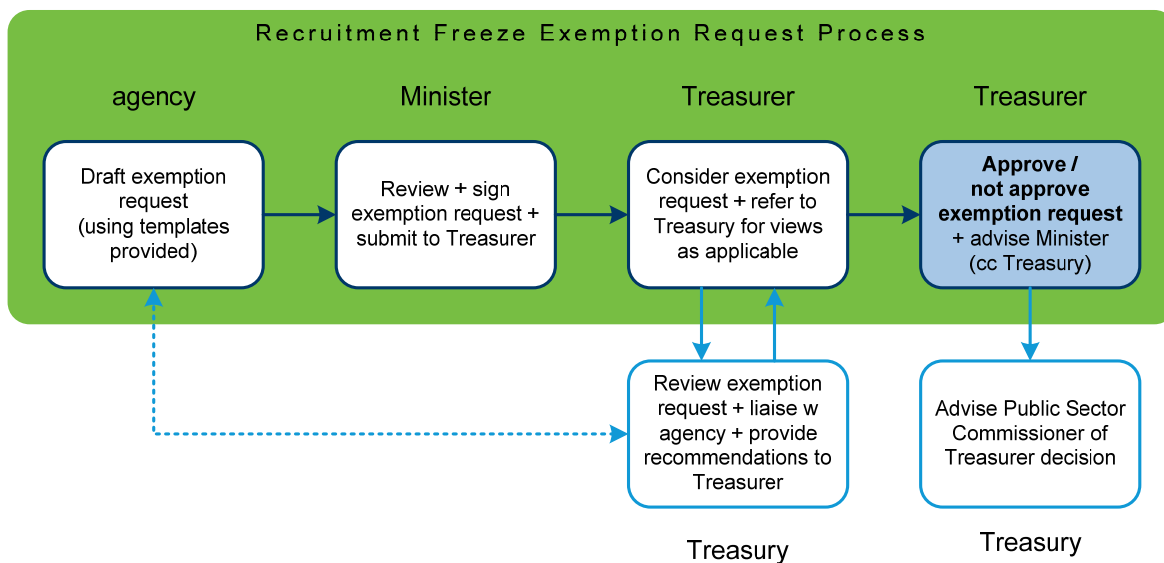 Recruitment Freeze Exemption Request Process
agency
Minister
Treasurer
Treasurer
Draft exemption
request
(using templates
provided)
Review + sign
exemption request +
submit to Treasurer
Consider exemption
request + refer to
Treasury for views
as applicable
Approve /
not approve
exemption request
+ advise Minister
(cc Treasury)
Review exemption
request + liaise w
agency + provide
recommendations to
Treasurer
Advise Public Sector
Commissioner of
Treasurer decision
Treasury
Treasury